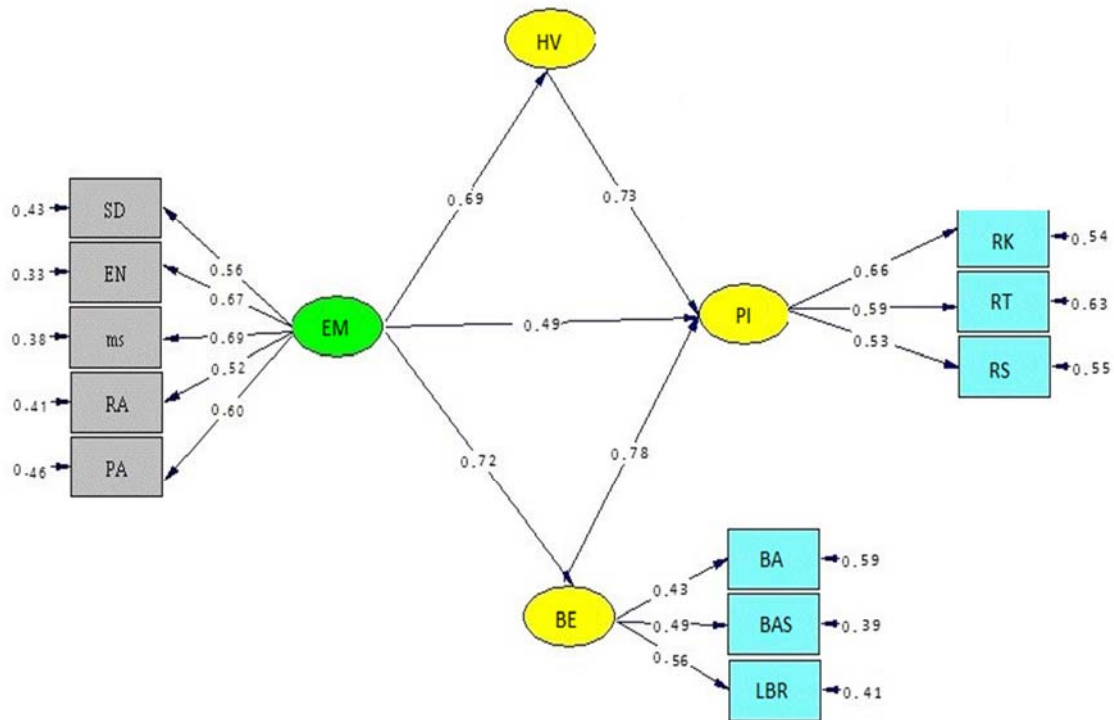 HV
0.69
0.73
0.43 SD
0.56
0.33 EN
0.67
0.38 ms
0.69
0.41 RA
0.52
0.46 PA
0.60
EM
0.49
PI
0.66
RK 0.54
0.59
RT 0.63
0.53
RS 0.55
0.72
0.78
BE
0.43
BA 0.59
0.49
BAS 0.39
0.56
LBR 0.41